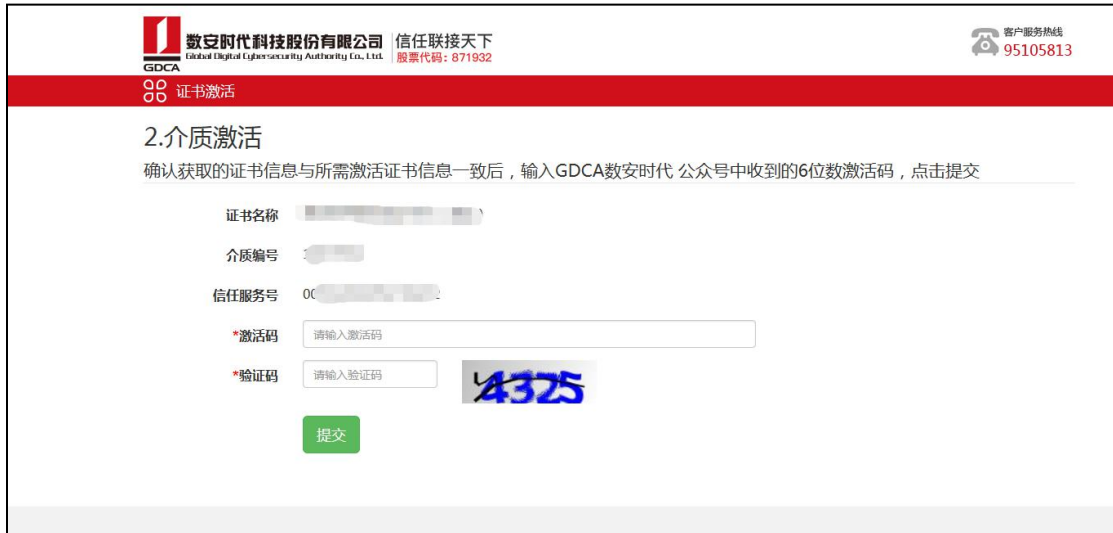 数安时代科技股份有限公司
Global Digital Cybersecurity Authority Co., Ltd.
GDCA
信任联接天下
股票代码：871932
客户服务热线
95105813
证书激活
2.介质激活
确认获取的证书信息与所需激活证书信息一致后，输入GDCA数安时代 公众号中收到的6位数激活码，点击提交
证书名称
介质编号
信任服务号 00
*激活码 请输入激活码
*验证码 请输入验证码 4325
提交